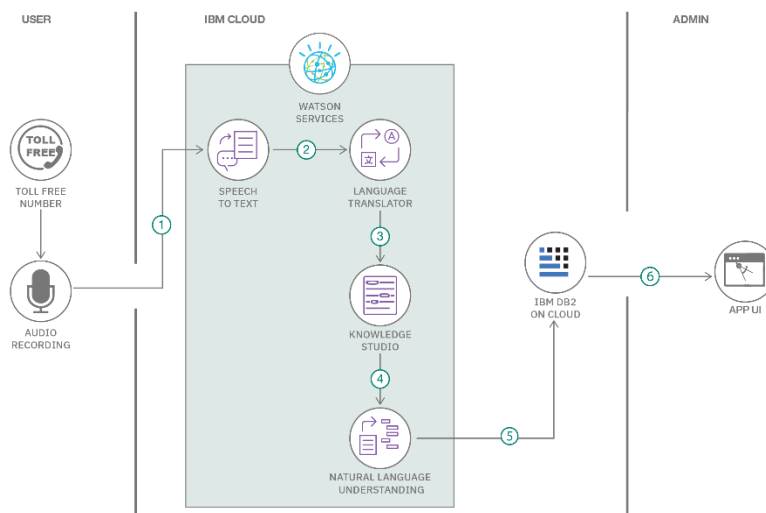 USER
IBM CLOUD
ADMIN
WATSON
SERVICES
TOLL
FREE
TOLL FREE
NUMBER
AUDIO
RECORDING
1
SPEECH
TO TEXT
2
A
文
LANGUAGE
TRANSLATOR
3
KNOWLEDGE
STUDIO
4
NATURAL LANGUAGE
UNDERSTANDING
5
IBM DB2
ON CLOUD
6
APP UI